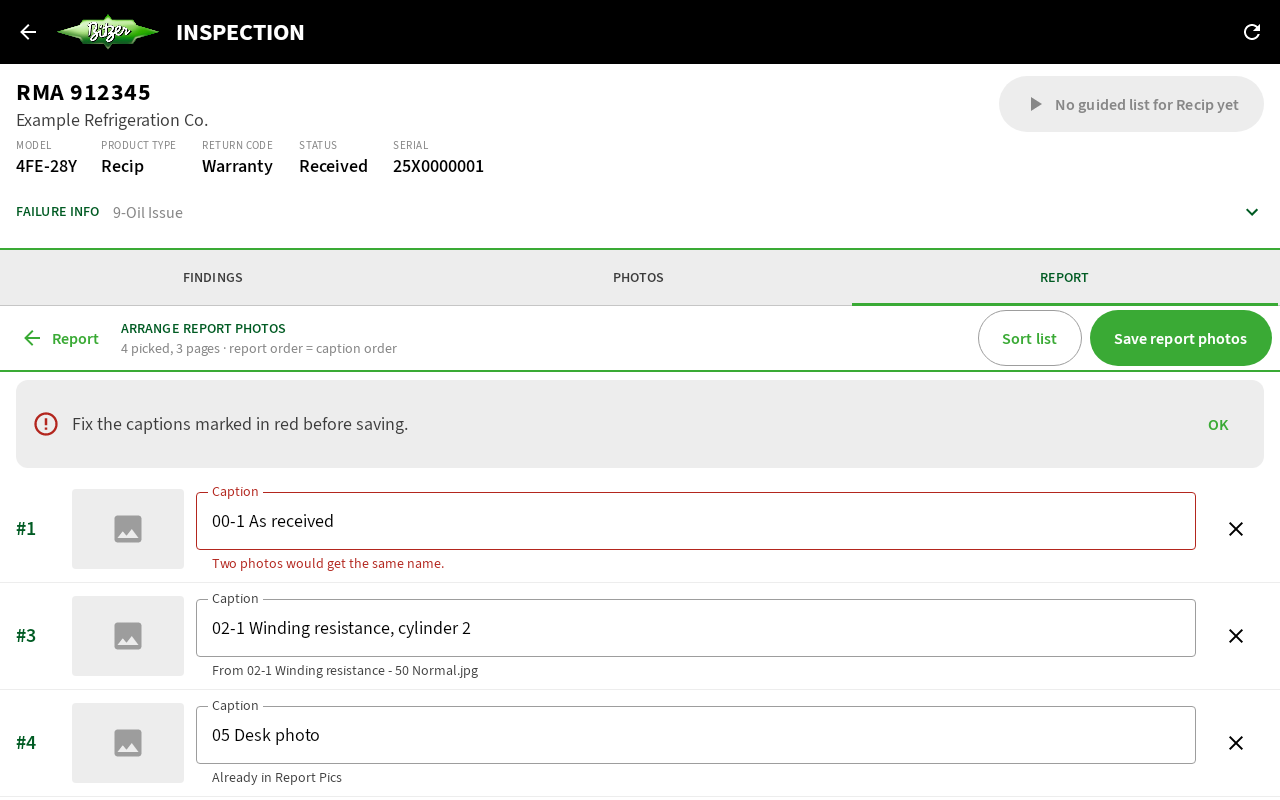 Bitzer
INSPECTION
RMA 912345
Example Refrigeration Co.
No guided list for Recip yet
MODEL PRODUCT TYPE RETURN CODE STATUS SERIAL
4FE-28Y Recip Warranty Received 25X0000001
FAILURE INFO 9-Oil Issue
FINDINGS PHOTOS REPORT
Report
ARRANGE REPORT PHOTOS
4 picked, 3 pages · report order = caption order
Sort list
Save report photos
Fix the captions marked in red before saving.
OK
Caption
#1 00-1 As received
Two photos would get the same name.
Caption
#3 02-1 Winding resistance, cylinder 2
From 02-1 Winding resistance - 50 Normal.jpg
Caption
#4 05 Desk photo
Already in Report Pics